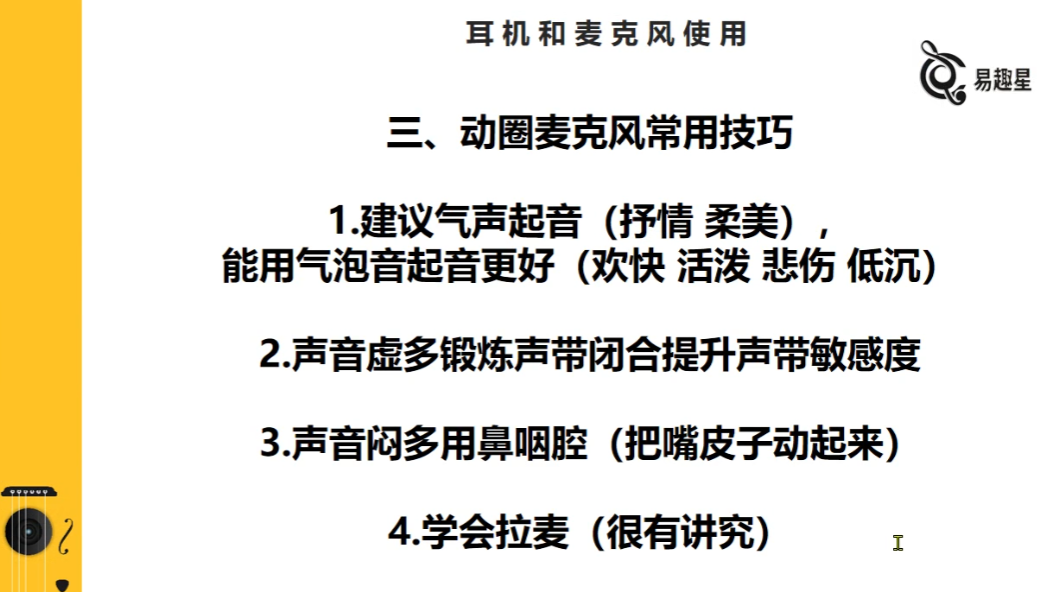 耳机和麦克风使用
易趣星
三、动圈麦克风常用技巧
1.建议气声起音（抒情 柔美），
能用气泡音起音更好（欢快 活泼 悲伤 低沉）
2.声音虚多锻炼声带闭合提升声带敏感度
3.声音闷多用鼻咽腔（把嘴皮子动起来）
4.学会拉麦（很有讲究）